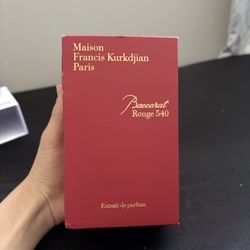 Maison
Francis Kurkdjian
Paris
Baccarat
Rouge 540
Extrait de parfum